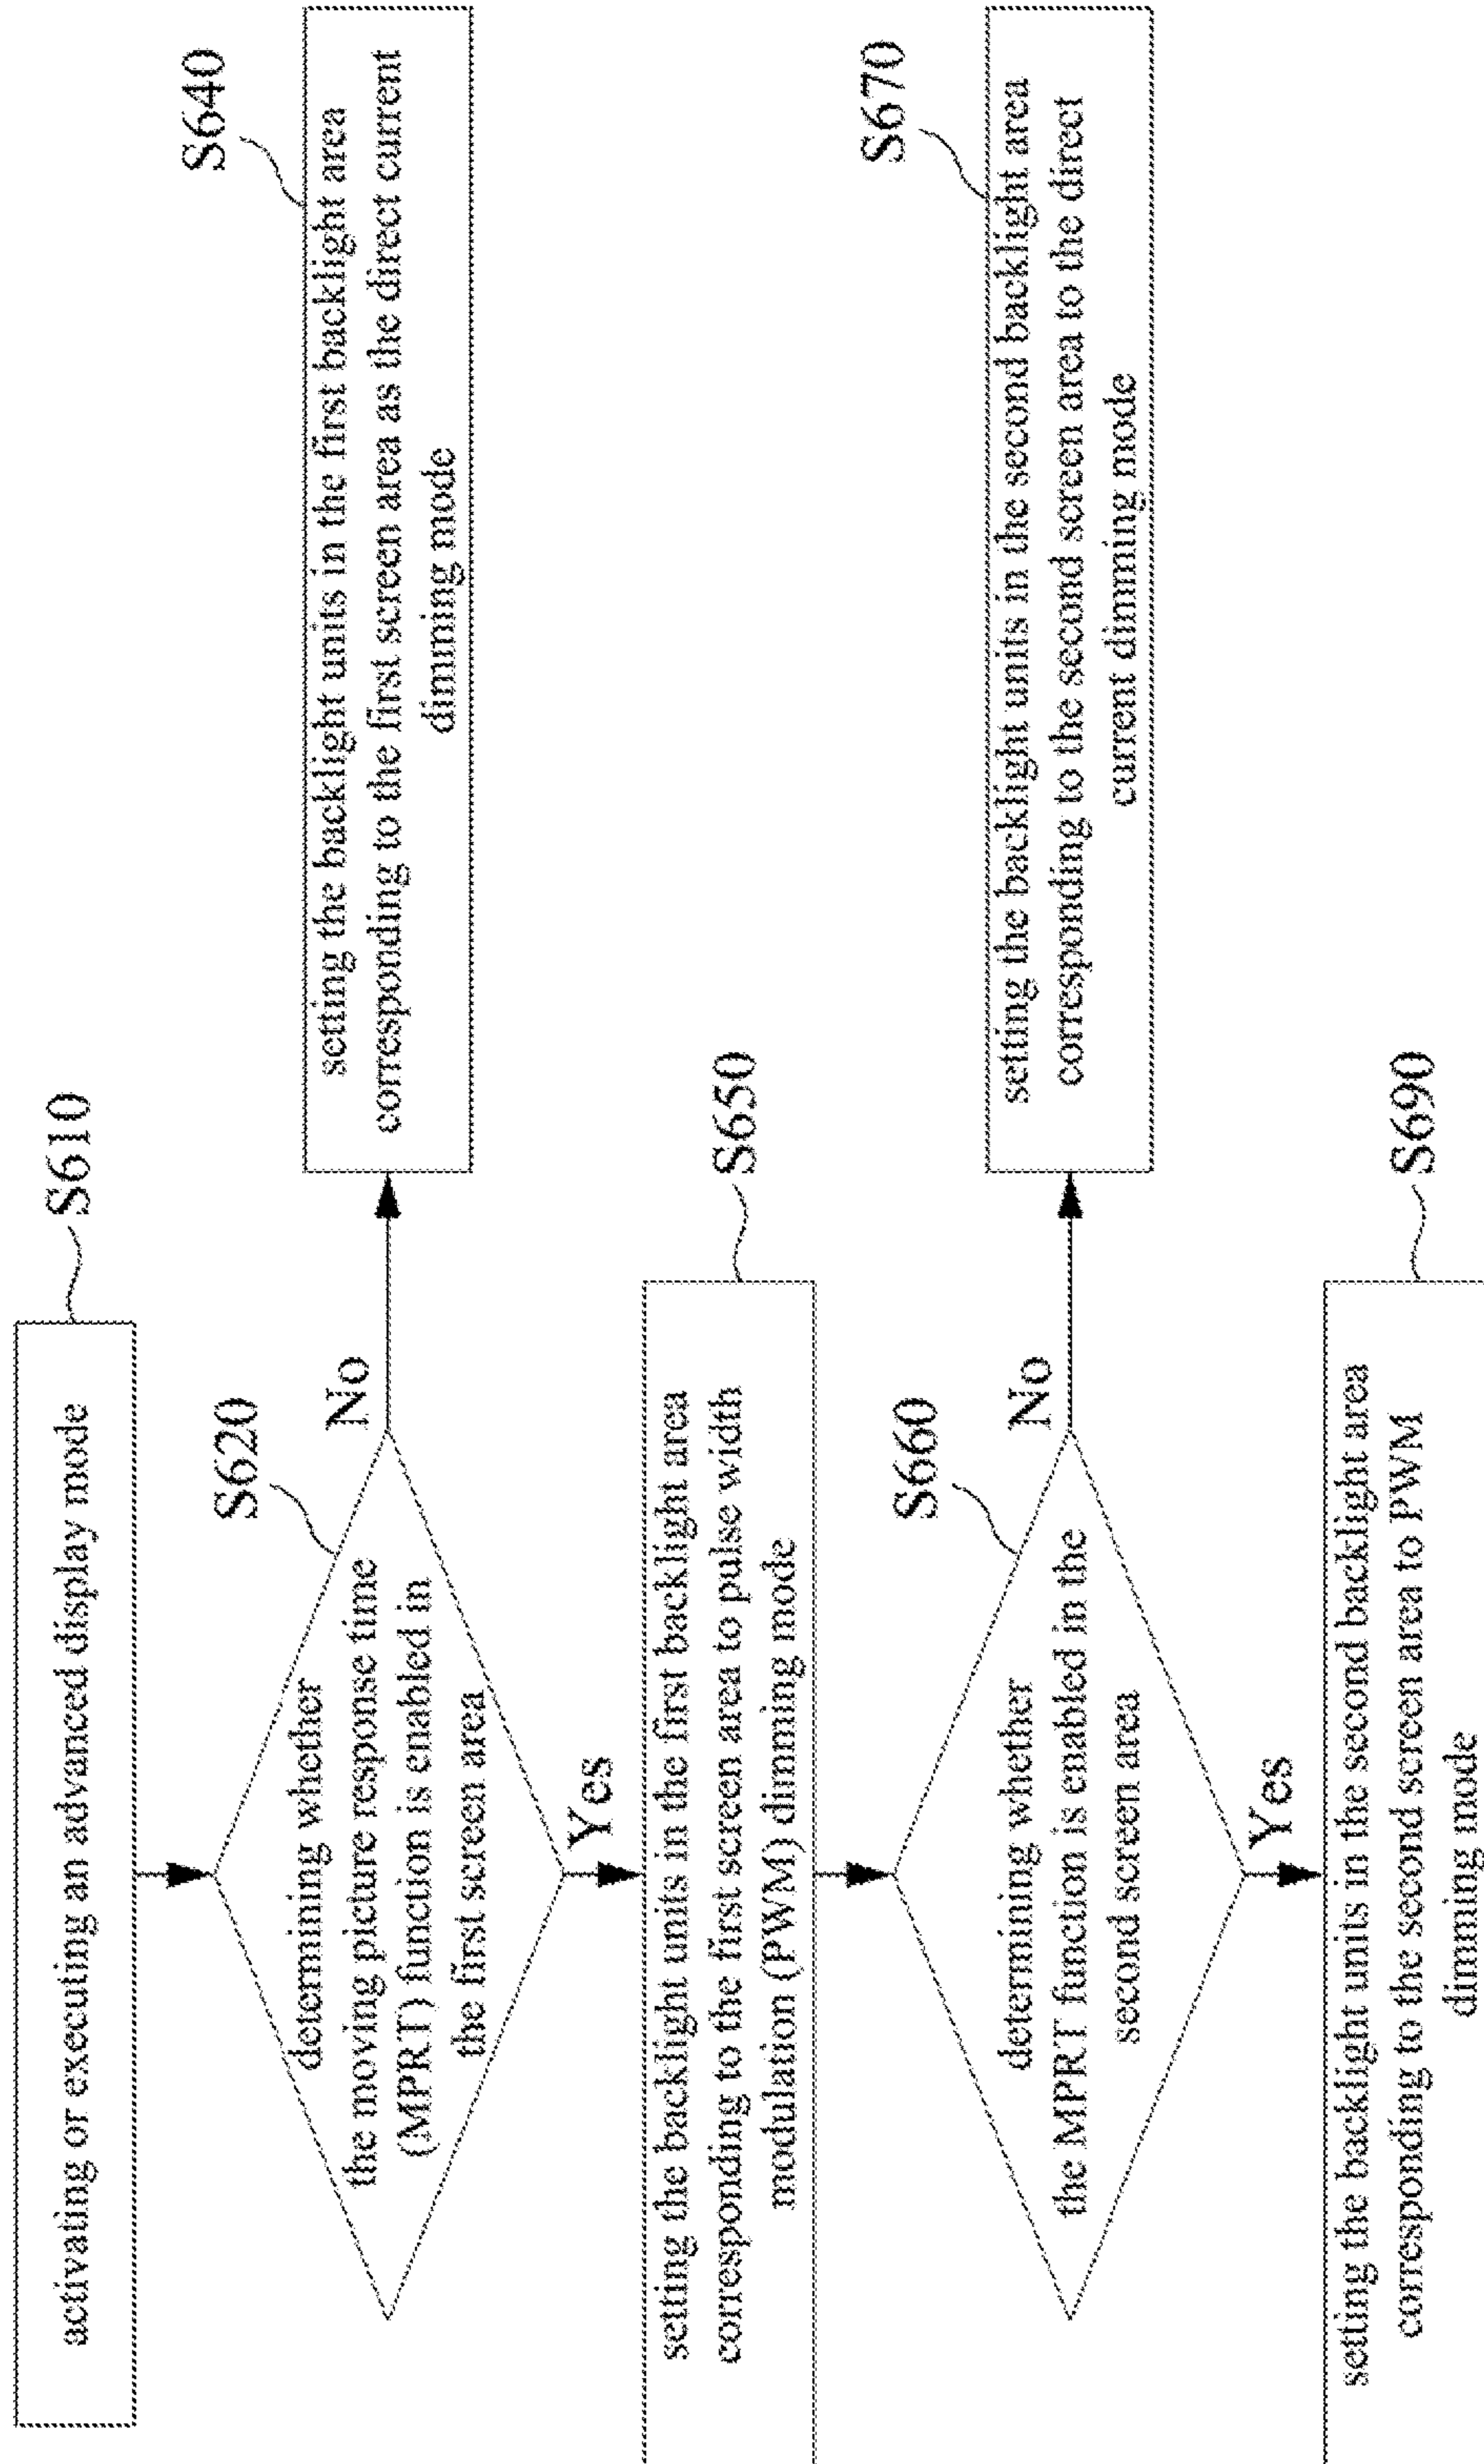 activating or executing an advanced display mode
S610
determining whether
the moving picture response time
(MPRT) function is enabled in
the first screen area
S620
No
Yes
setting the backlight units in the first backlight area
corresponding to the first screen area as the direct current
dimming mode
S640
setting the backlight units in the first backlight area
corresponding to the first screen area to pulse width
modulation (PWM) dimming mode
S650
determining whether
the MPRT function is enabled in the
second screen area
S660
No
Yes
setting the backlight units in the second backlight area
corresponding to the second screen area to the direct
current dimming mode
S670
setting the backlight units in the second backlight area
corresponding to the second screen area to PWM
dimming mode
S690